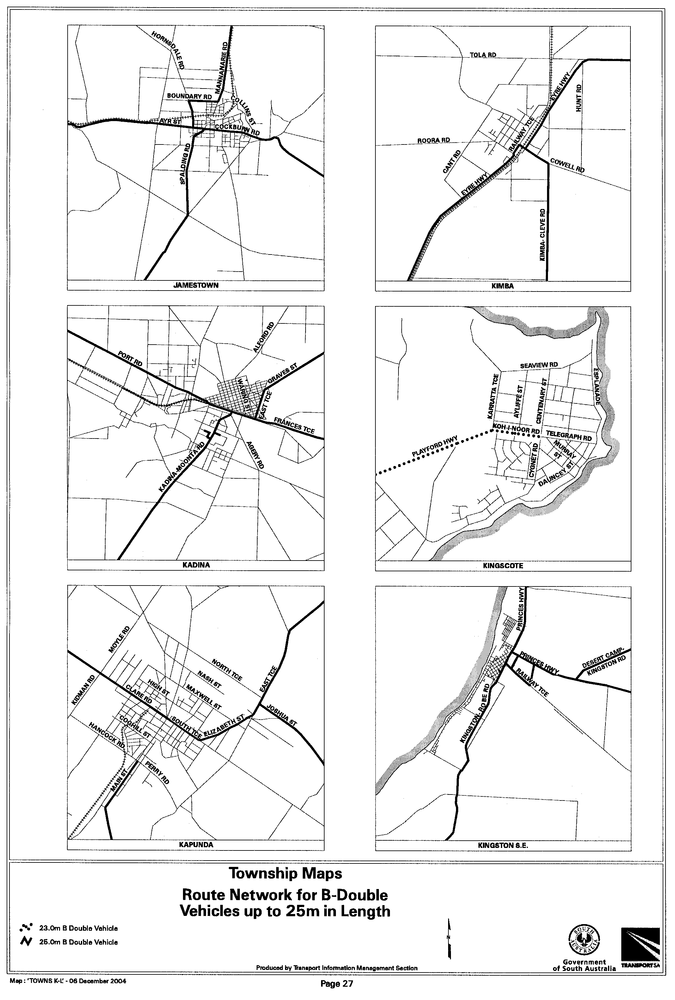 HORNSDALE RD
MANNANARIE RD
BOUNDARY RD
COLLINS ST
AYR ST
COCKBURN RD
SPALDING RD
JAMESTOWN
TOLA RD
EYRE HWY
HUNT RD
RAILWAY TCE
ROORA RD
CANT RD
COWELL RD
EYRE HWY
KIMBA- CLEVE RD
KIMBA
ALFORD RD
PORT RD
GRAVES ST
WARING ST
EAST TCE
FRANCES TCE
AGERY RD
KADINA-MOONTA RD
KADINA
SEAVIEW RD
ESPLANADE
KARRATTA TCE
AYLIFFE ST
CENTENARY ST
KOH-I-NOOR RD
TELEGRAPH RD
PLAYFORD HWY
MURRAY
ST
CYGNET RD
DAUNCEY ST
KINGSCOTE
MOYLE RD
NORTH TCE
NASH ST
EAST TCE
KIDMAN RD
HIGH ST
MAXWELL ST
CLARE RD
JOSHUA ST
COGHILL ST
SOUTH TCE
ELIZABETH ST
HANCOCK RD
PERRY RD
MAIN ST
KAPUNDA
PRINCES HWY
PRINCES HWY
DESERT CAMP-
KINGSTON RD
RAILWAY TCE
KINGSTON- ROBE RD
KINGSTON S.E.
Township Maps
Route Network for B-Double
Vehicles up to 25m in Length
23.0m B Double Vehicle
25.0m B Double Vehicle
N
SOUTH
AUSTRALIA
Government
of South Australia
TRANSPORT SA
Produced by Transport Information Management Section
Map : 'TOWNS K-L' - 06 December 2004
Page 27